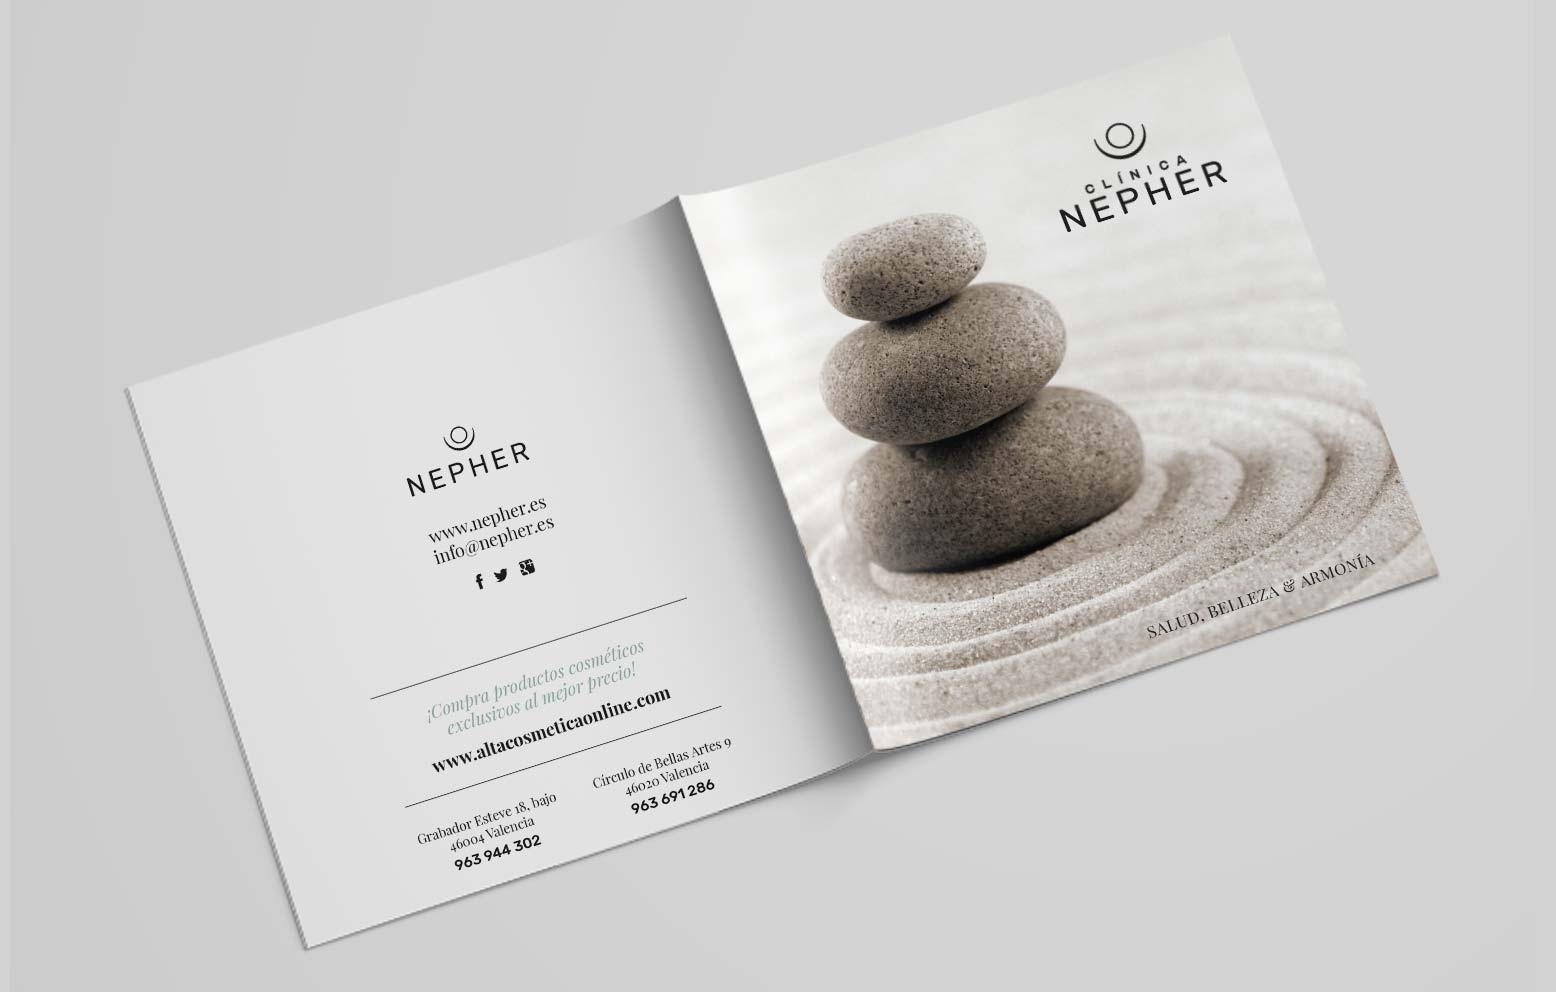 CLÍNICA
NEPHER
SALUD, BELLEZA & ARMONÍA
NEPHER
www.nepher.es
info@nepher.es
¡Compra productos cosméticos
exclusivos al mejor precio!
www.altacosmeticaonline.com
Grabador Esteve 18, bajo
46004 Valencia
963 944 302
Círculo de Bellas Artes 9
46020 Valencia
963 691 286